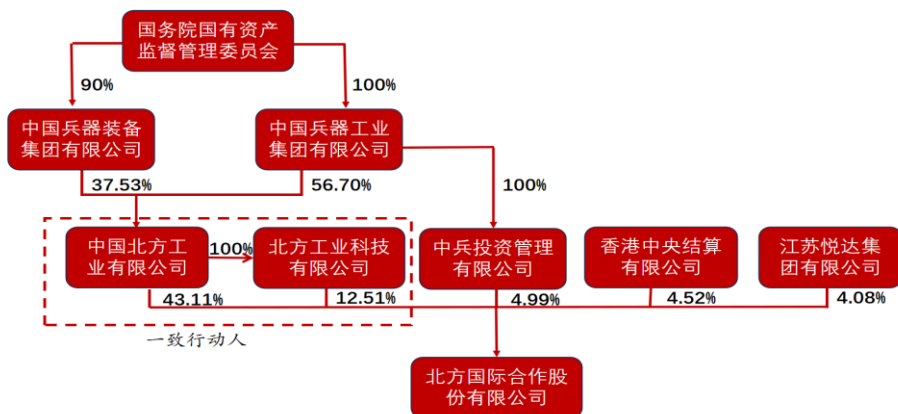 国务院国有资产
监督管理委员会
90%
100%
中国兵器装备
集团有限公司
中国兵器工业
集团有限公司
37.53%
56.70%
100%
中国北方工
业有限公司
100%
北方工业科技
有限公司
中兵投资管理
有限公司
香港中央结算
有限公司
江苏悦达集
团有限公司
43.11%
12.51%
4.99%
4.52%
4.08%
一致行动人
北方国际合作股
份有限公司